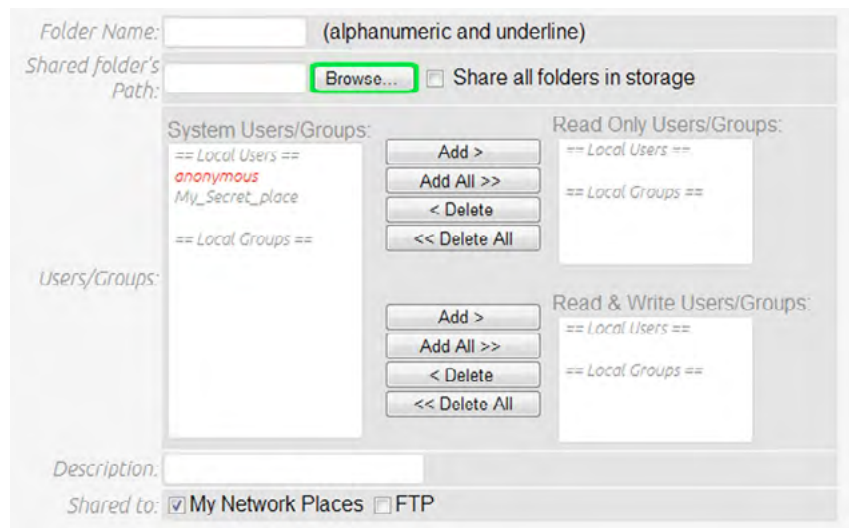 Folder Name: (alphanumeric and underline)
Shared folder's Path: Browse... Share all folders in storage
Users/Groups:
System Users/Groups:
== Local Users ==
anonymous
My_Secret_place
== Local Groups ==
Add >
Add All >>
< Delete
<< Delete All
Read Only Users/Groups:
== Local Users ==
== Local Groups ==
Add >
Add All >>
< Delete
<< Delete All
Read & Write Users/Groups:
== Local Users ==
== Local Groups ==
Description:
Shared to: My Network Places FTP